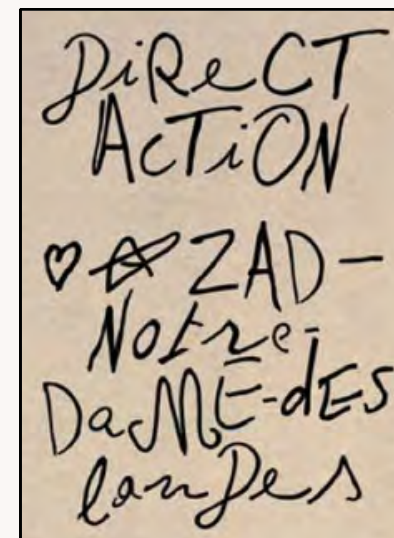 DiReCT
ACTiON
♡ ☆ ZAD-
NoTre-
DaME-dES
lanDes